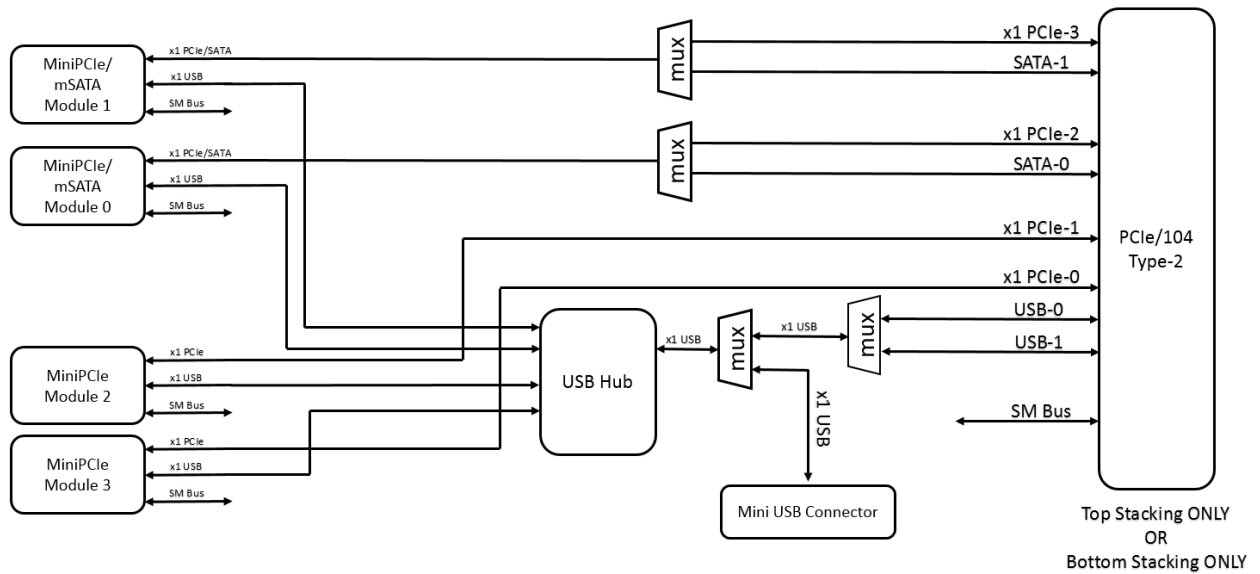 x1 PCIe/SATA
x1 USB
SM Bus
MiniPCIe/
mSATA
Module 1
mux
x1 PCIe-3
SATA-1
x1 PCIe/SATA
x1 USB
SM Bus
MiniPCIe/
mSATA
Module 0
mux
x1 PCIe-2
SATA-0
x1 PCIe-1
x1 PCIe-0
PCIe/104
Type-2
USB-0
USB-1
mux
x1 USB
mux
x1 USB
x1 USB
USB Hub
Mini USB Connector
SM Bus
x1 PCIe
x1 USB
SM Bus
MiniPCIe
Module 2
x1 PCIe
x1 USB
SM Bus
MiniPCIe
Module 3
Top Stacking ONLY
OR
Bottom Stacking ONLY